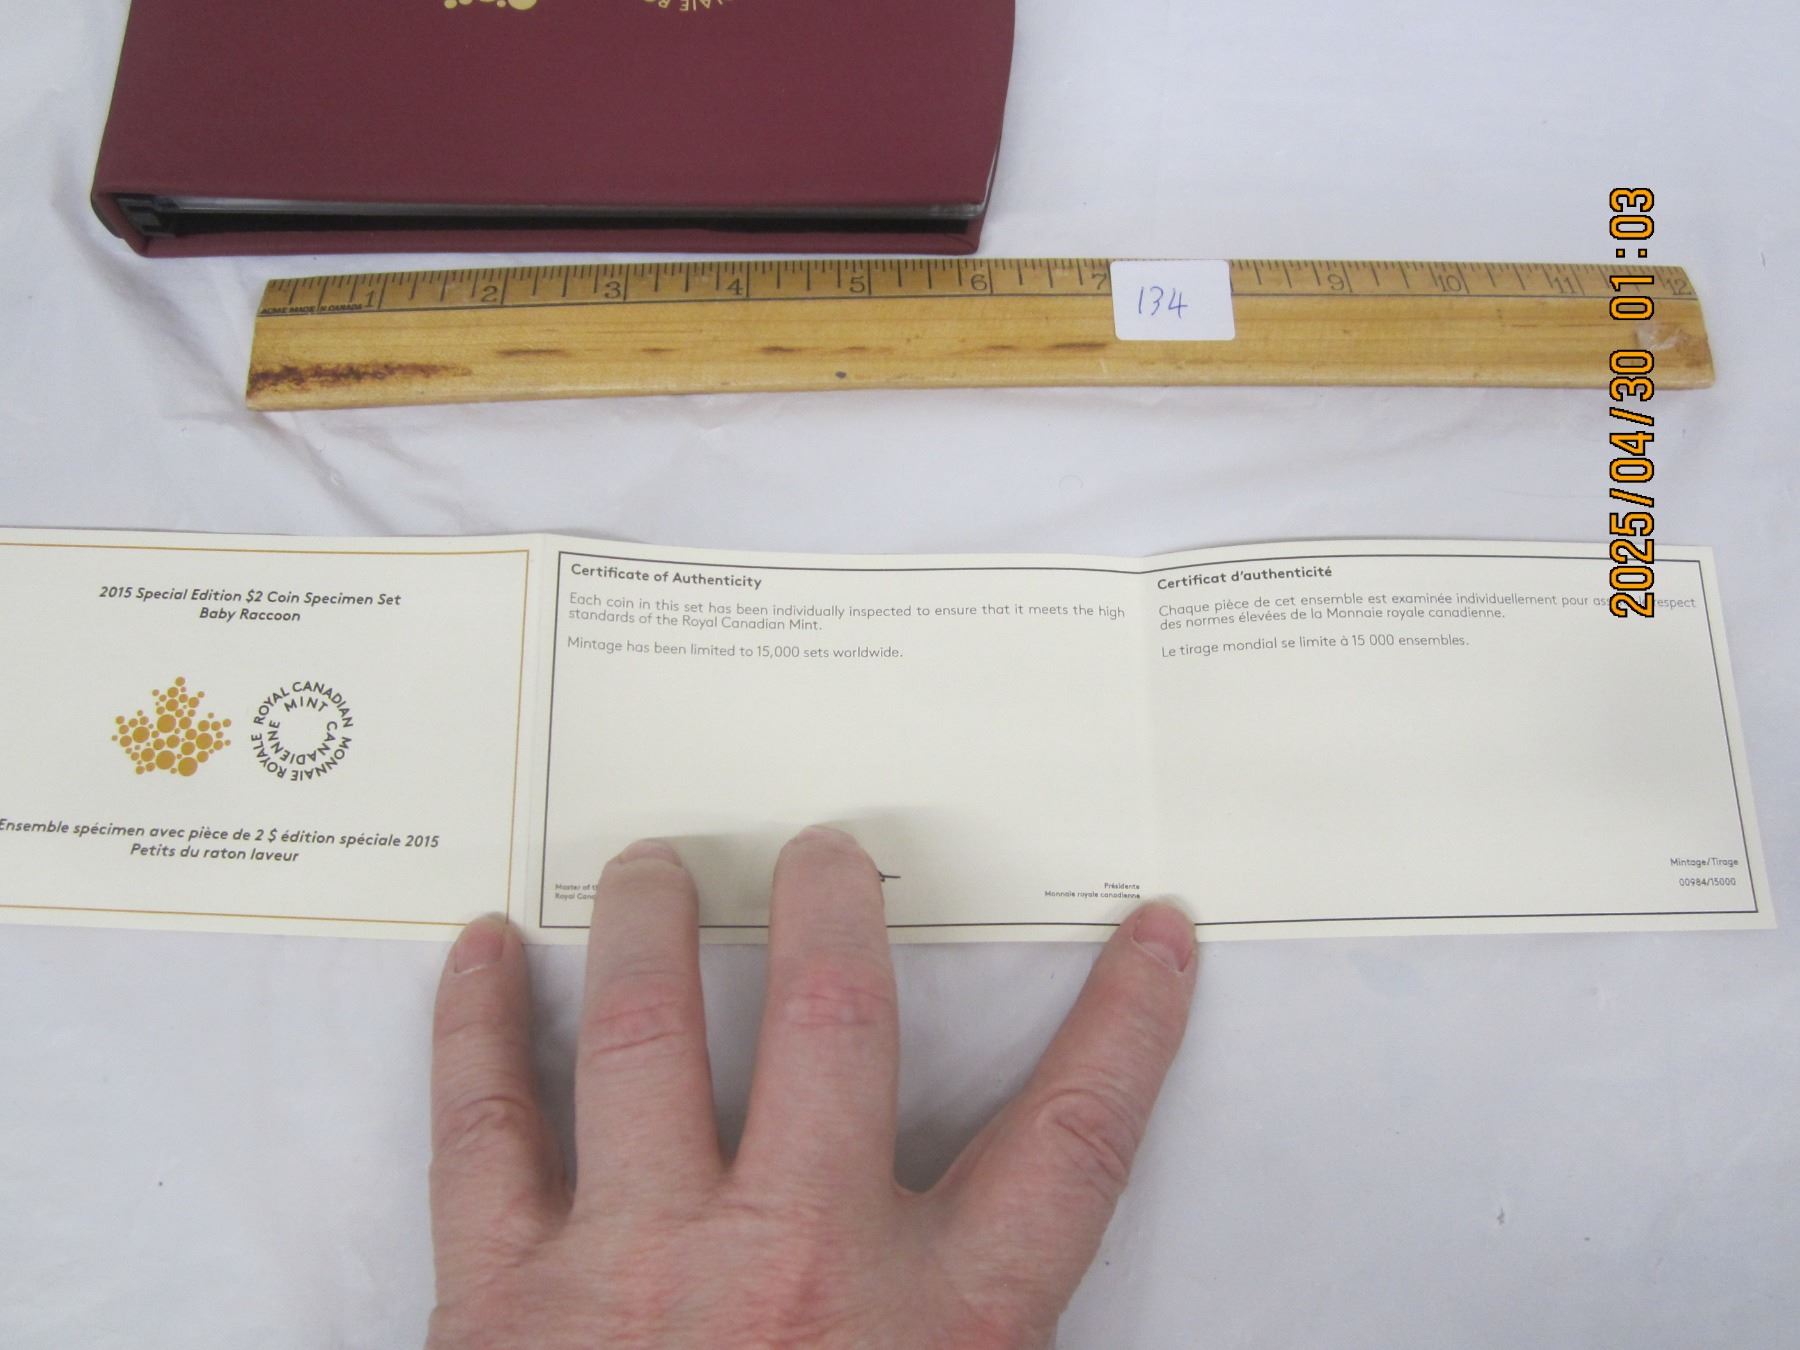 1 2 3 4 5 6 7 9 10 11 12
ACME MADE IN CANADA
134
2025/04/30 01:03
2015 Special Edition $2 Coin Specimen Set
Baby Raccoon
ROYAL CANADIAN MINT
MONNAIE ROYALE CANADIENNE
Ensemble spécimen avec pièce de 2 $ édition spéciale 2015
Petits du raton laveur
Certificate of Authenticity
Each coin in this set has been individually inspected to ensure that it meets the high
standards of the Royal Canadian Mint.
Mintage has been limited to 15,000 sets worldwide.
Master of
Royal
Présidente
Monnaie royale canadienne
Certificat d'authenticité
Chaque pièce de cet ensemble est examinée individuellement pour respect
des normes élevées de la Monnaie royale canadienne.
Le tirage mondial se limite à 15 000 ensembles.
Mintage/Tirage
00984/15000